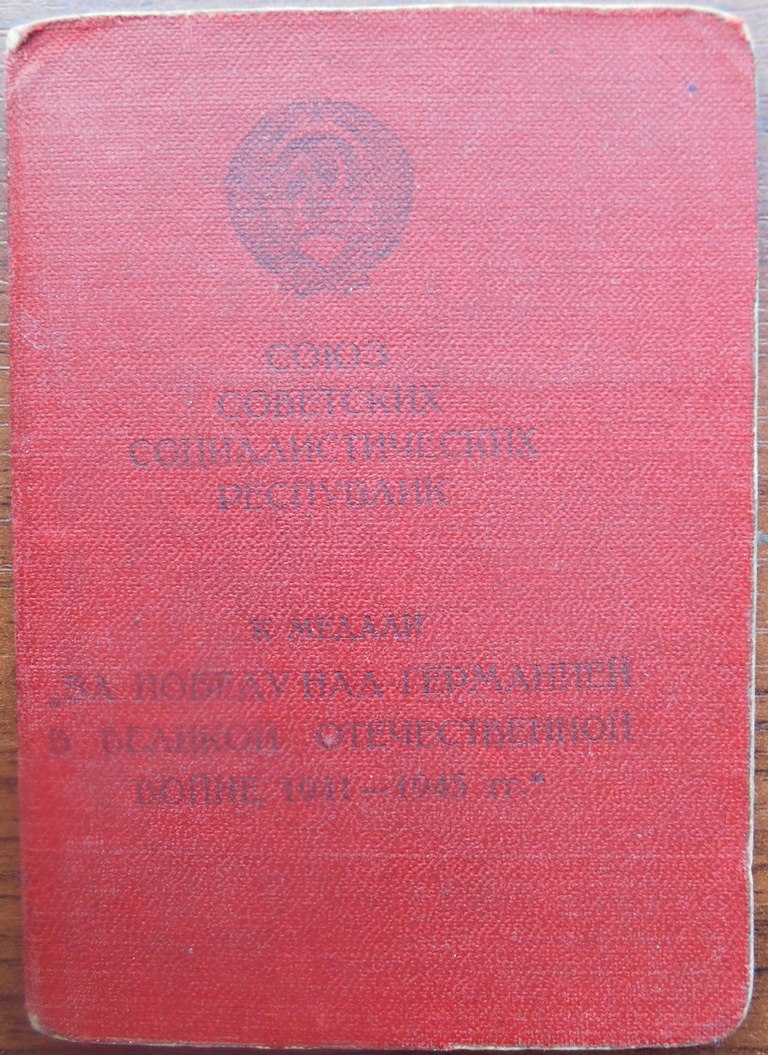 СОЮЗ
СОВЕТСКИХ
СОЦИАЛИСТИЧЕСКИХ
РЕСПУБЛИК
К МЕДАЛИ
„ЗА ПОБЕДУ НАД ГЕРМАНИЕЙ
В ВЕЛИКОЙ ОТЕЧЕСТВЕННОЙ
ВОЙНЕ 1941—1945 гг.“